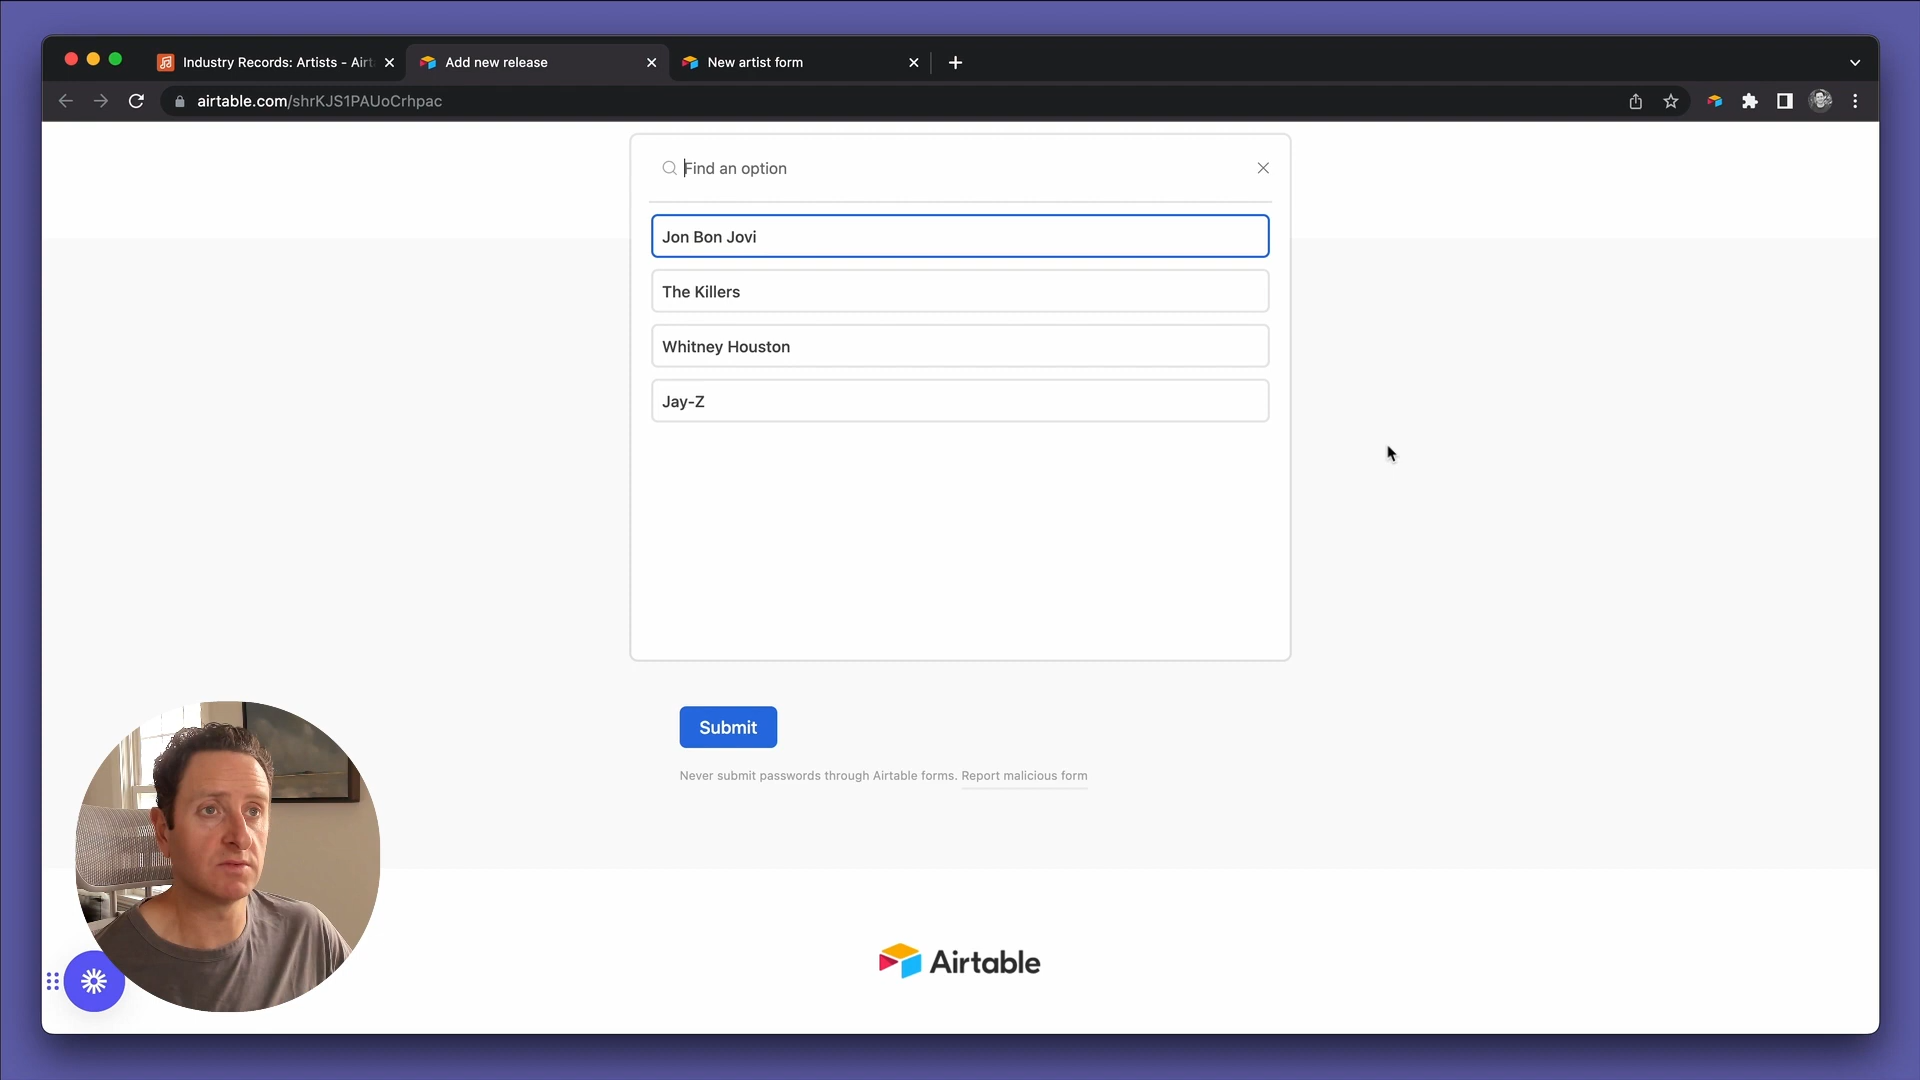 Industry Records: Artists - Airt
Add new release
New artist form
airtable.com/shrKJS1PAUoCrhpac
Find an option
Jon Bon Jovi
The Killers
Whitney Houston
Jay-Z
Submit
Never submit passwords through Airtable forms. Report malicious form
Airtable